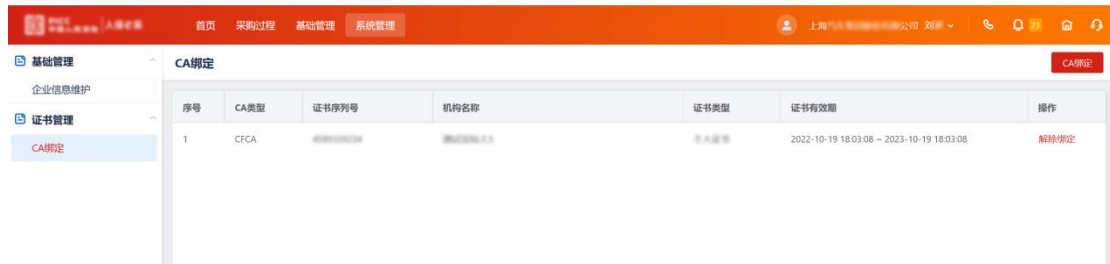 首页 采购过程 基础管理 系统管理 上海 公司 刘 23
基础管理
企业信息维护
证书管理
CA绑定
CA绑定 CA绑定
序号 CA类型 证书序列号 机构名称 证书类型 证书有效期 操作
1 CFCA 2022-10-19 18:03:08 ~ 2023-10-19 18:03:08 解除绑定